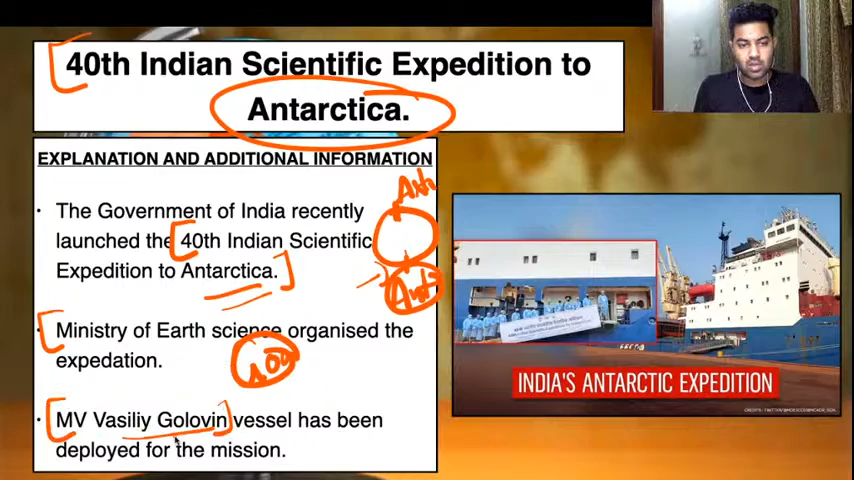 40th Indian Scientific Expedition to
Antarctica.
EXPLANATION AND ADDITIONAL INFORMATION
· The Government of India recently
launched the 40th Indian Scientific
Expedition to Antarctica.
· Ministry of Earth science organised the
expedation.
· MV Vasiliy Golovin vessel has been
deployed for the mission.
INDIA'S ANTARCTIC EXPEDITION